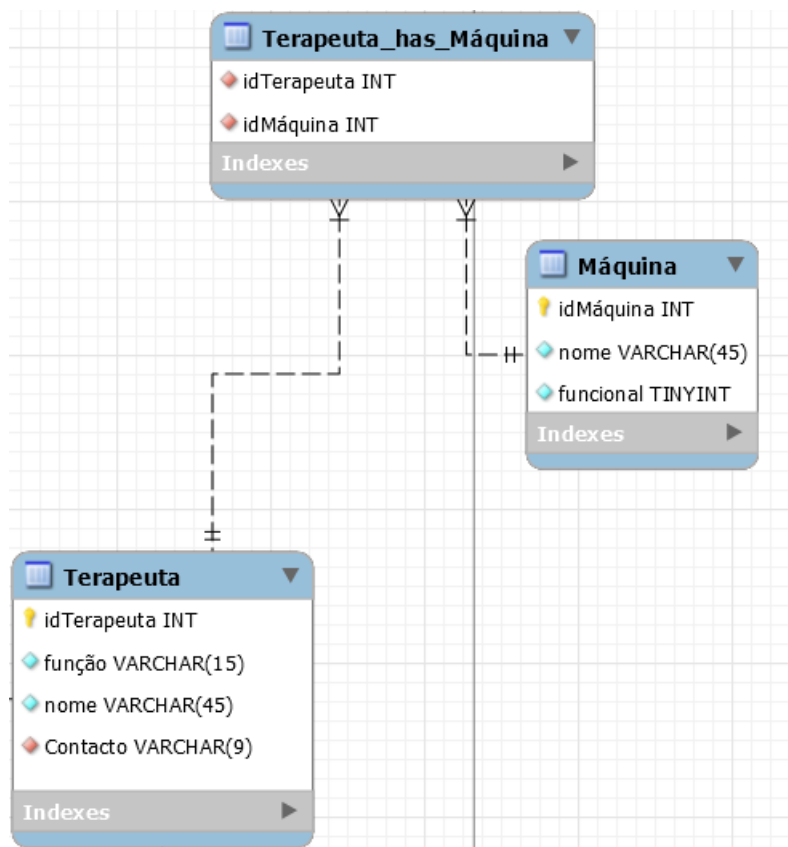 Terapeuta_has_Máquina
idTerapeuta INT
idMáquina INT
Indexes
Máquina
idMáquina INT
nome VARCHAR(45)
funcional TINYINT
Indexes
Terapeuta
idTerapeuta INT
função VARCHAR(15)
nome VARCHAR(45)
Contacto VARCHAR(9)
Indexes